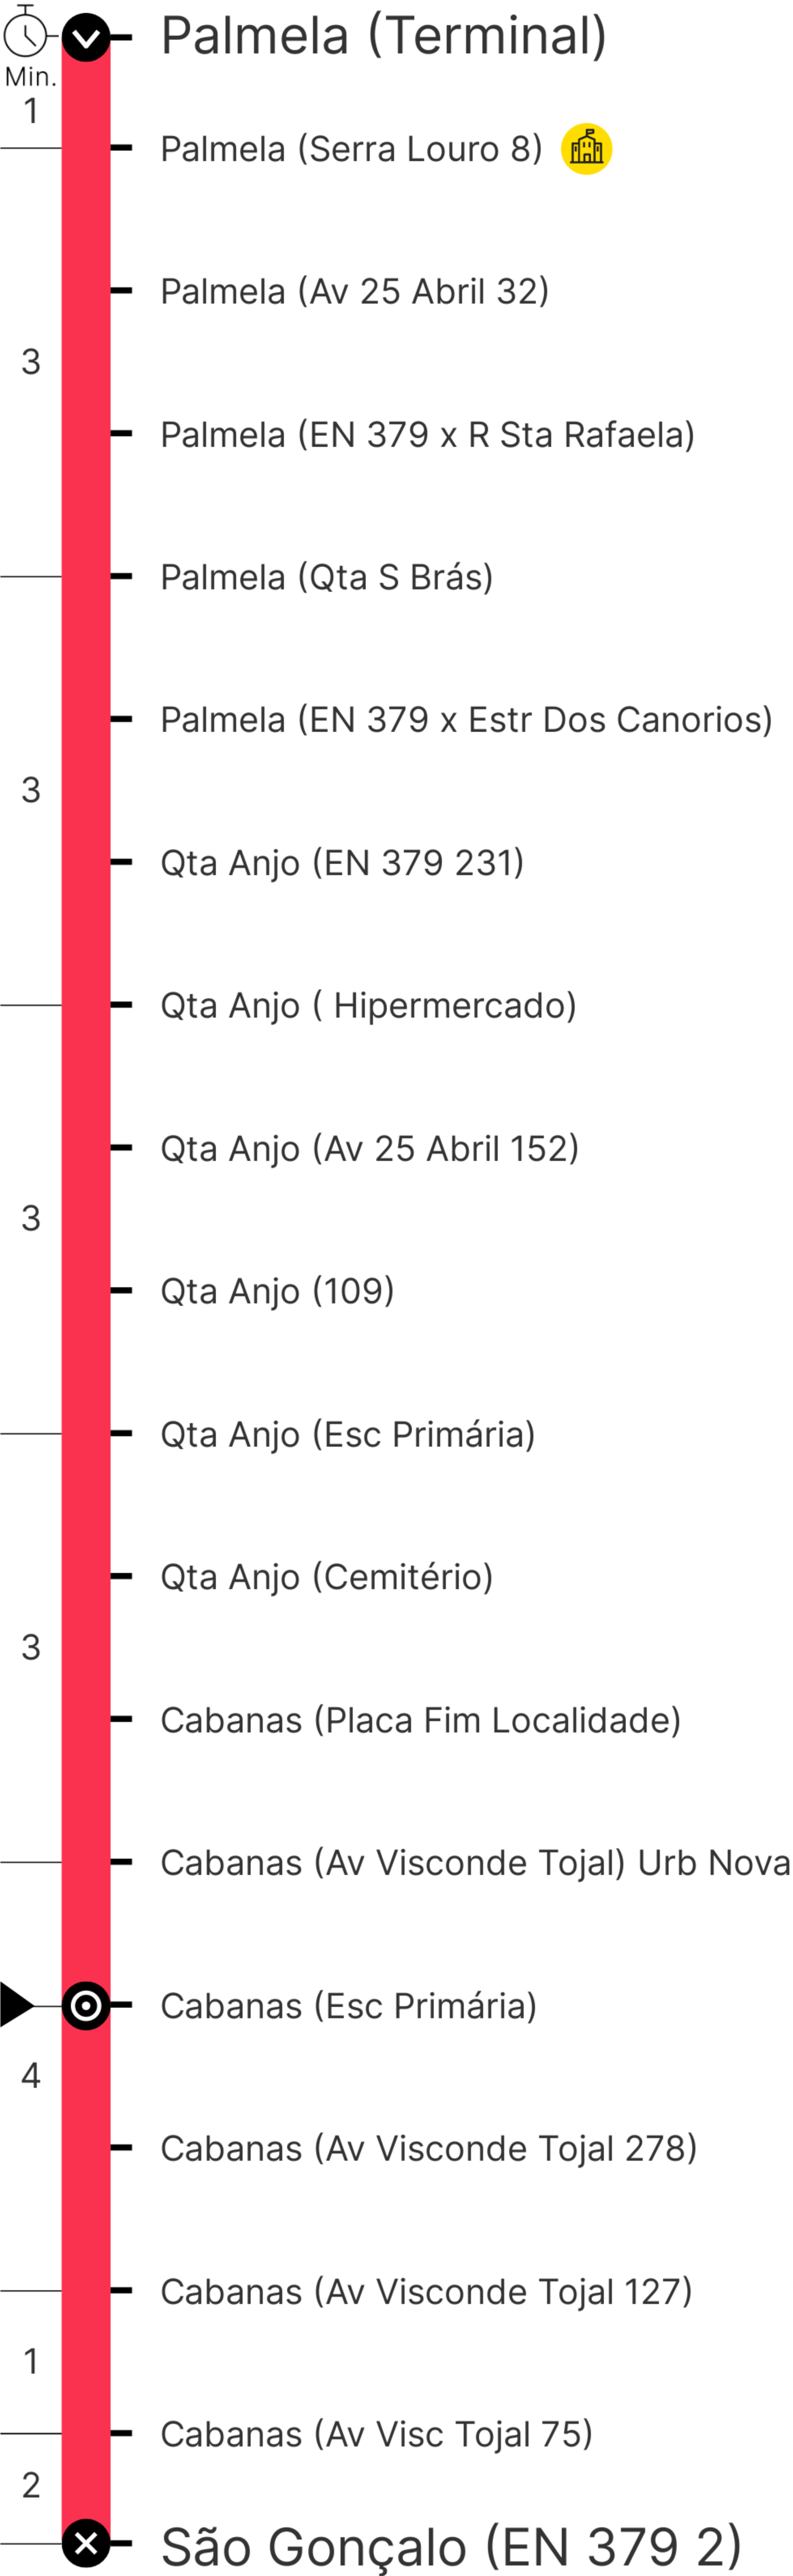 Palmela (Terminal)
Min.
1
Palmela (Serra Louro 8)
Palmela (Av 25 Abril 32)
3
Palmela (EN 379 x R Sta Rafaela)
Palmela (Qta S Brás)
Palmela (EN 379 x Estr Dos Canorios)
3
Qta Anjo (EN 379 231)
Qta Anjo ( Hipermercado)
Qta Anjo (Av 25 Abril 152)
3
Qta Anjo (109)
Qta Anjo (Esc Primária)
Qta Anjo (Cemitério)
3
Cabanas (Placa Fim Localidade)
Cabanas (Av Visconde Tojal) Urb Nova
Cabanas (Esc Primária)
4
Cabanas (Av Visconde Tojal 278)
Cabanas (Av Visconde Tojal 127)
1
Cabanas (Av Visc Tojal 75)
2
São Gonçalo (EN 379 2)